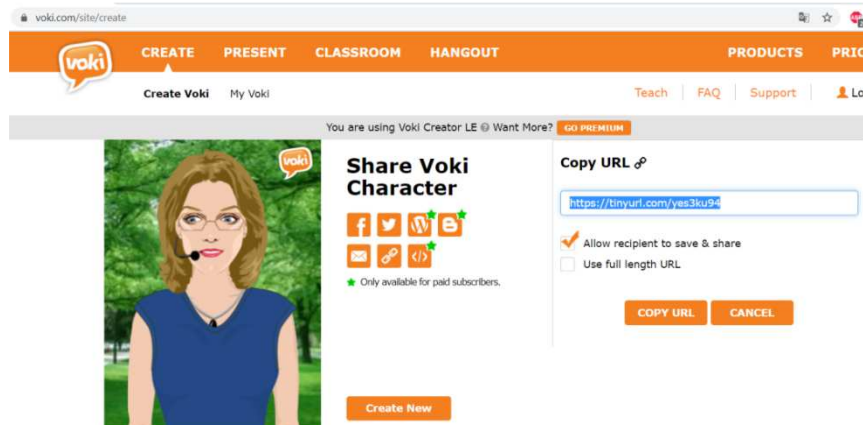 voki.com/site/create
voki CREATE PRESENT CLASSROOM HANGOUT PRODUCTS
Create Voki My Voki Teach FAQ Support
You are using Voki Creator LE Want More? GO PREMIUM
voki
Share Voki
Character
★ Only available for paid subscribers.
Create New
Copy URL
https://tinyurl.com/yes3ku94
Allow recipient to save & share
Use full length URL
COPY URL CANCEL